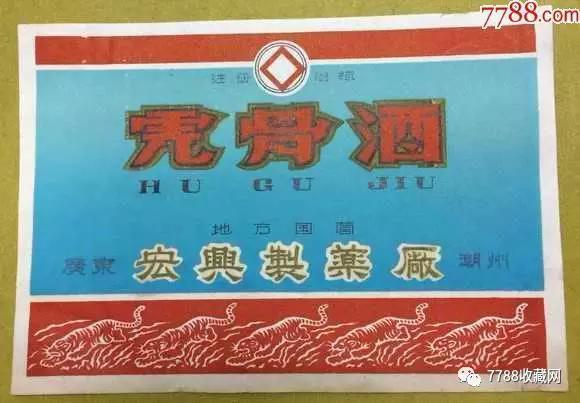 7788.com
注册 商标
虎骨酒
HU GU JIU
地方国营
廣東 宏興製薬廠 潮州
7788收藏网